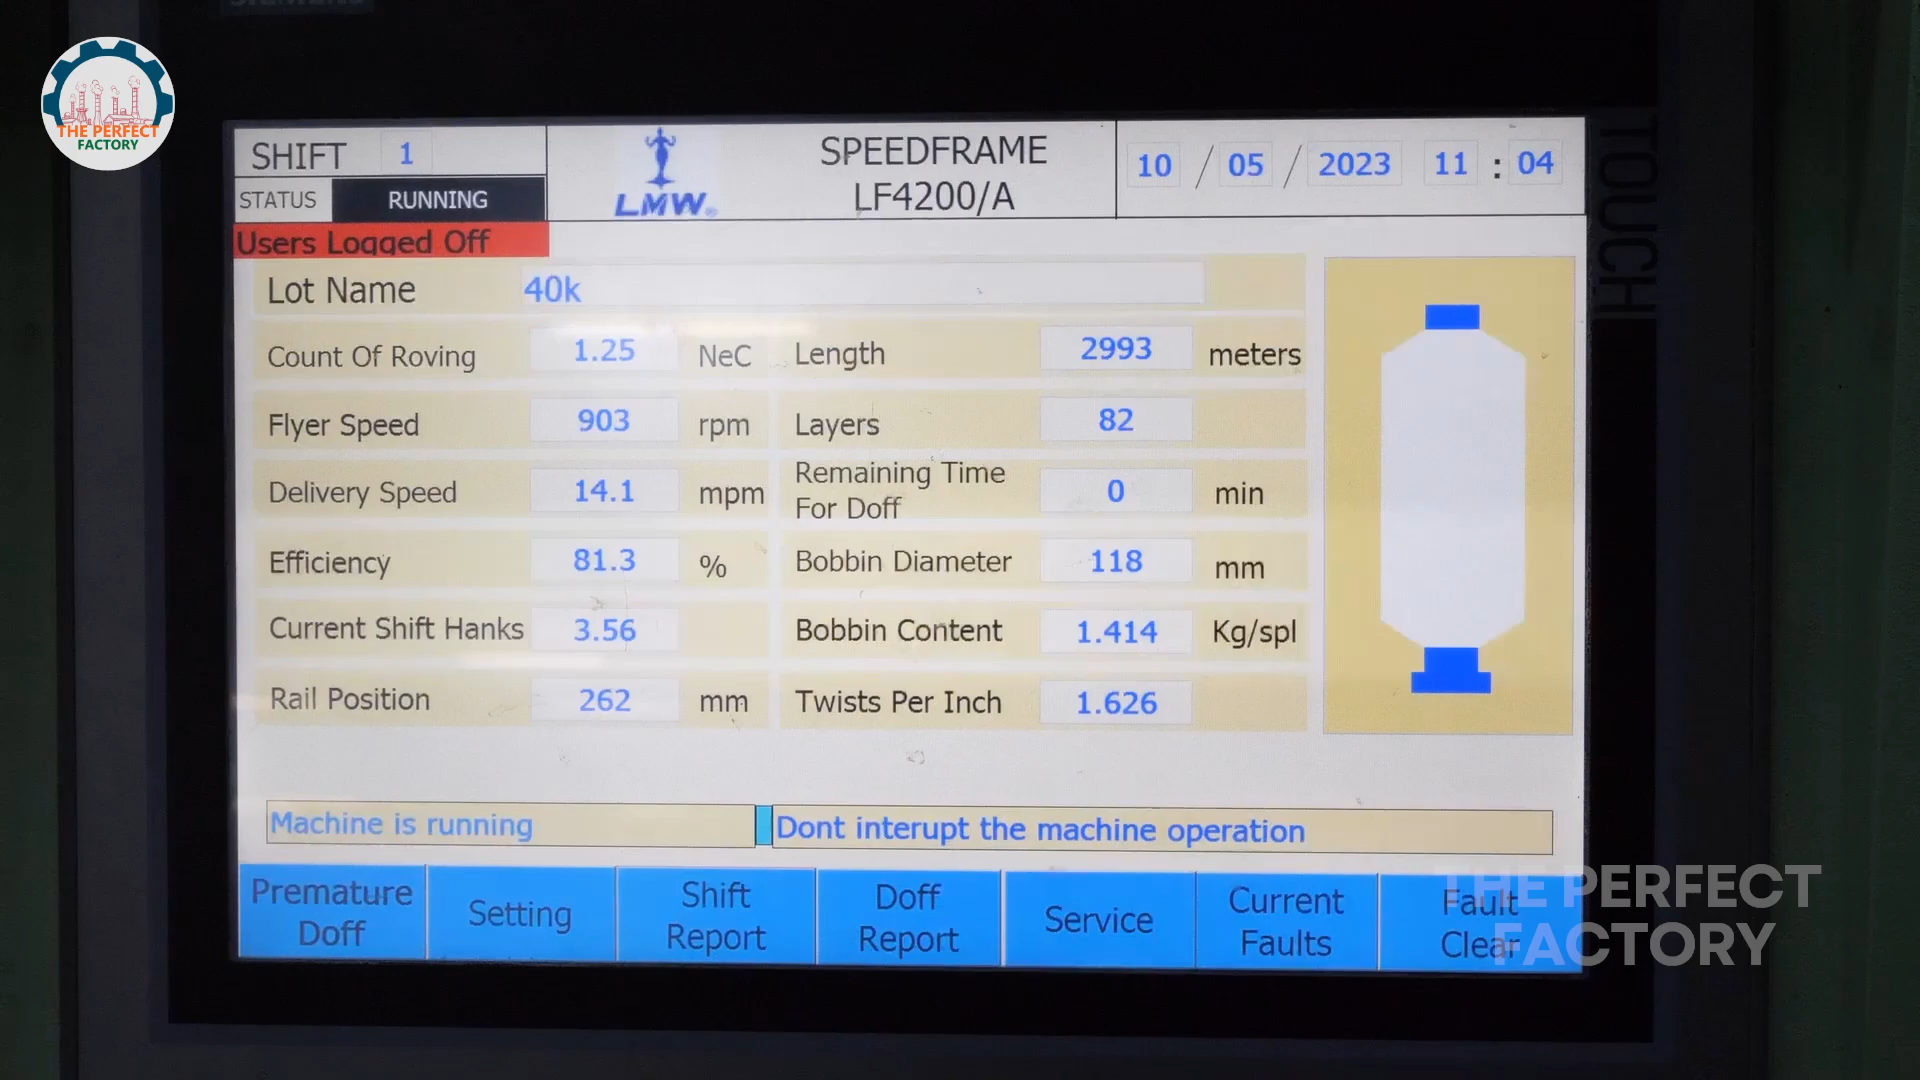 THE PERFECT
FACTORY
SHIFT 1
STATUS RUNNING
LMW®
SPEEDFRAME
LF4200/A
10 / 05 / 2023 11 : 04
Users Logged Off
Lot Name 40k
Count Of Roving 1.25 NeC Length 2993 meters
Flyer Speed 903 rpm Layers 82
Delivery Speed 14.1 mpm Remaining Time For Doff 0 min
Efficiency 81.3 % Bobbin Diameter 118 mm
Current Shift Hanks 3.56 Bobbin Content 1.414 Kg/spl
Rail Position 262 mm Twists Per Inch 1.626
Machine is running Dont interupt the machine operation
Premature Doff
Setting
Shift Report
Doff Report
Service
Current Faults
Fault Clear
TOUCH
THE PERFECT
FACTORY